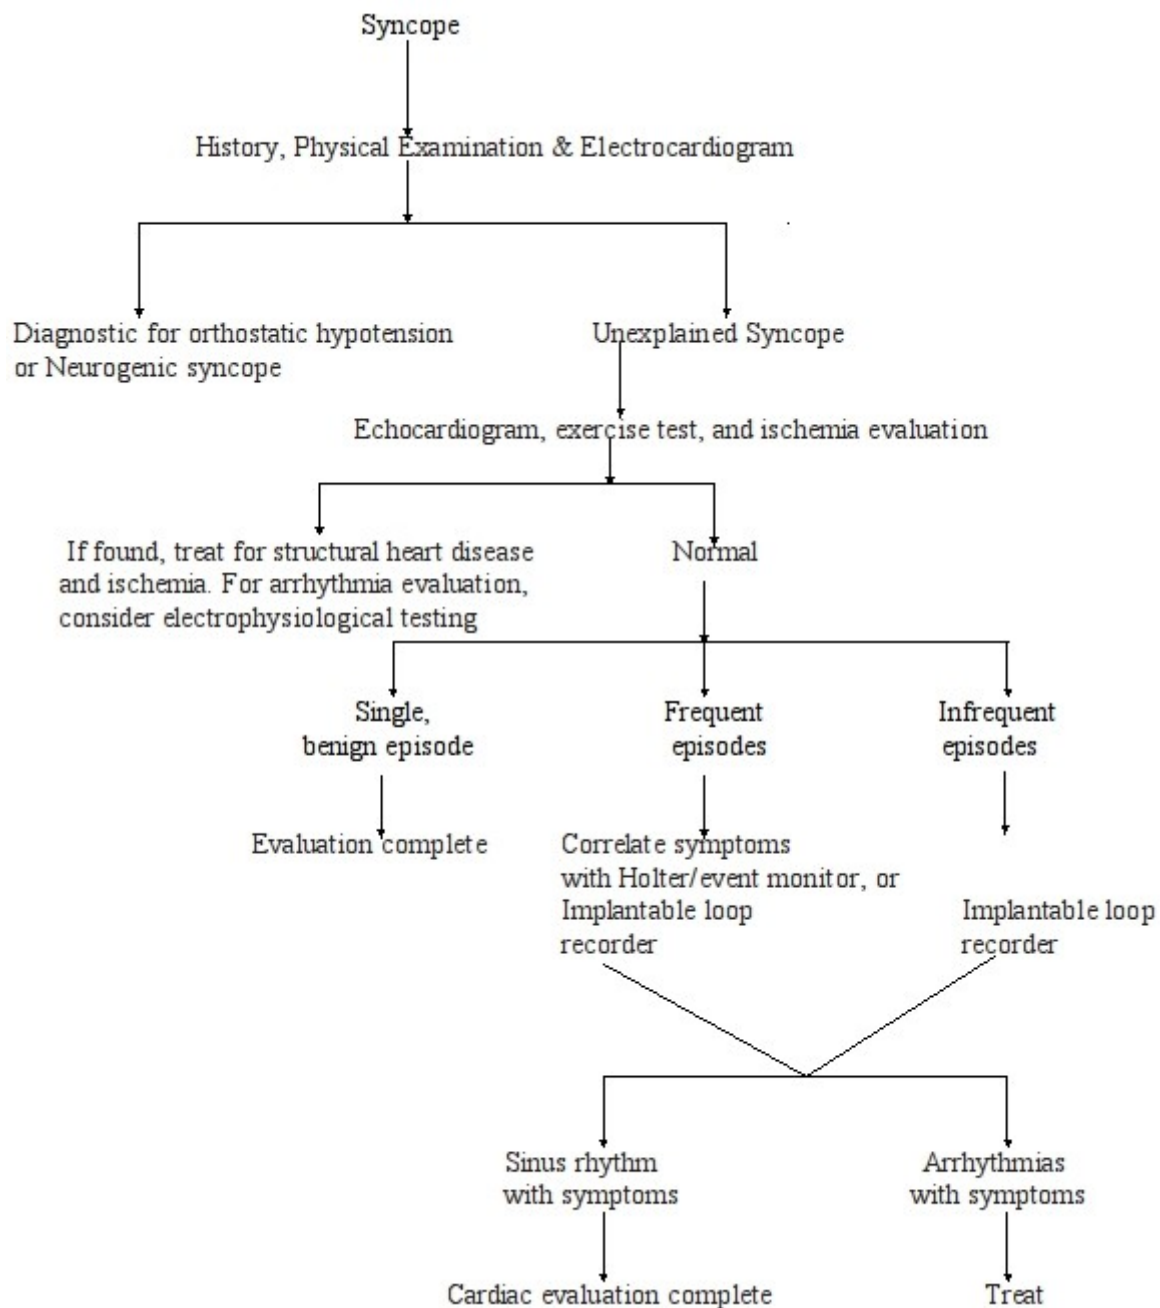 Syncope
History, Physical Examination & Electrocardiogram
Diagnostic for orthostatic hypotension
or Neurogenic syncope
Unexplained Syncope
Echocardiogram, exercise test, and ischemia evaluation
If found, treat for structural heart disease
and ischemia. For arrhythmia evaluation,
consider electrophysiological testing
Normal
Single,
benign episode
Frequent
episodes
Infrequent
episodes
Evaluation complete
Correlate symptoms
with Holter/event monitor, or
Implantable loop
recorder
Implantable loop
recorder
Sinus rhythm
with symptoms
Arrhythmias
with symptoms
Cardiac evaluation complete
Treat